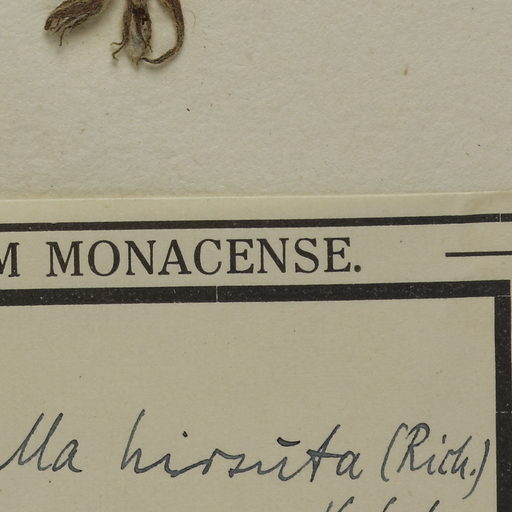 M MONACENSE.
lla hirsuta (Rich.)